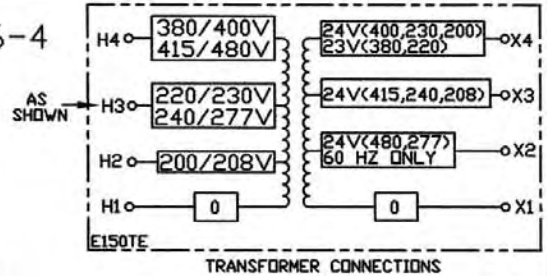 -4
H4
380/400V
415/480V
24V(400,230,200)
23V(380,220)
X4
AS
SHOWN
H3
220/230V
240/277V
24V(415,240,208)
X3
H2
200/208V
24V(480,277)
60 HZ ONLY
X2
H1
0
0
X1
E150TE
TRANSFORMER CONNECTIONS